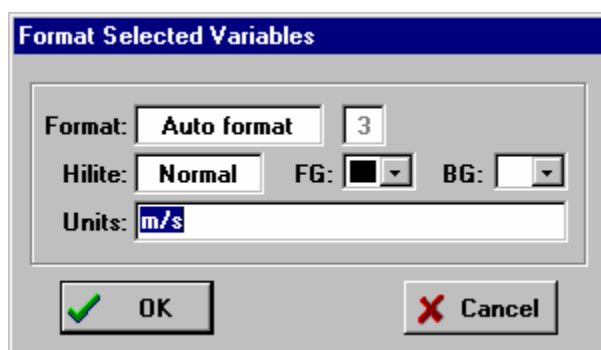 Format Selected Variables
Format: Auto format 3
Hilite: Normal FG: BG:
Units: m/s
OK Cancel